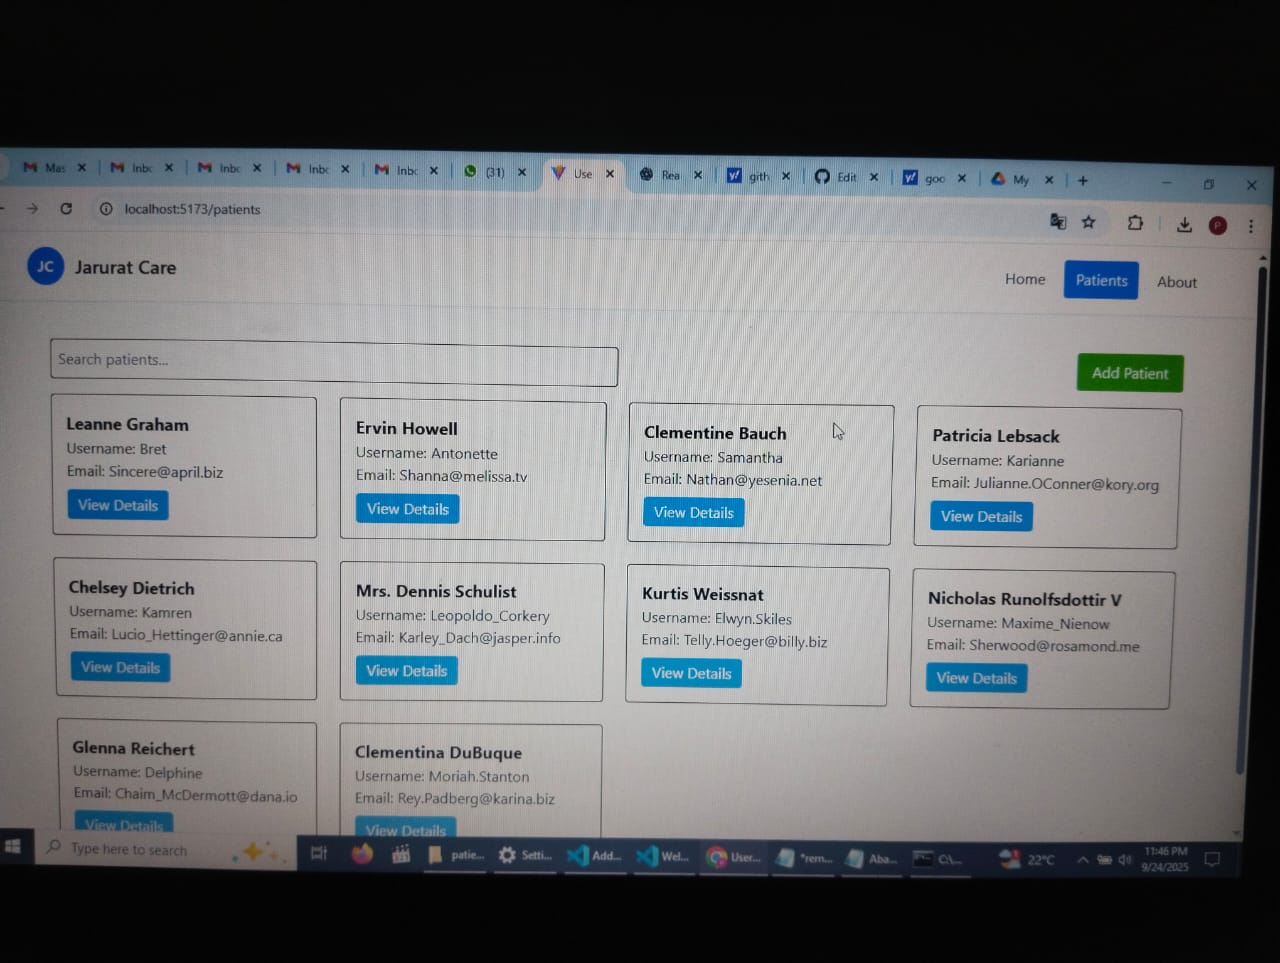 Mas
Inbc
Inbc
Inbc
Inbc
(31)
Use
Rea
gith
Edit
goo
My
localhost:5173/patients
P
JC Jarurat Care
Home Patients About
Search patients...
Add Patient
Leanne Graham
Username: Bret
Email: Sincere@april.biz
View Details
Ervin Howell
Username: Antonette
Email: Shanna@melissa.tv
View Details
Clementine Bauch
Username: Samantha
Email: Nathan@yesenia.net
View Details
Patricia Lebsack
Username: Karianne
Email: Julianne.OConner@kory.org
View Details
Chelsey Dietrich
Username: Kamren
Email: Lucio_Hettinger@annie.ca
View Details
Mrs. Dennis Schulist
Username: Leopoldo_Corkery
Email: Karley_Dach@jasper.info
View Details
Kurtis Weissnat
Username: Elwyn.Skiles
Email: Telly.Hoeger@billy.biz
View Details
Nicholas Runolfsdottir V
Username: Maxime_Nienow
Email: Sherwood@rosamond.me
View Details
Glenna Reichert
Username: Delphine
Email: Chaim_McDermott@dana.io
View Details
Clementina DuBuque
Username: Moriah.Stanton
Email: Rey.Padberg@karina.biz
View Details
Type here to search
patie...
Setti...
Add...
Wel...
User...
*rem...
Aba...
C:\...
22°C
11:46 PM
9/24/2025